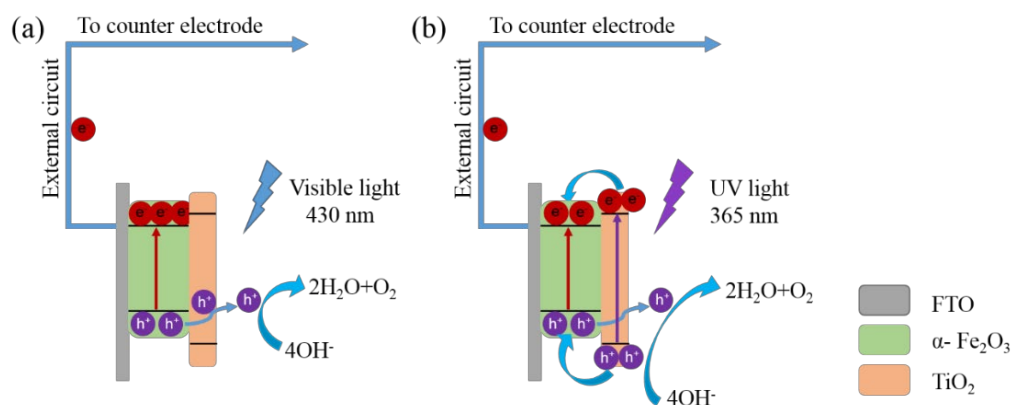 (a)
To counter electrode
External circuit
e-
Visible light
430 nm
e- e- e-
h⁺
h⁺
h⁺ h⁺
2H₂O+O₂
4OH⁻
(b)
To counter electrode
External circuit
e-
UV light
365 nm
e- e-
e- e-
h⁺
h⁺ h⁺
h⁺ h⁺
2H₂O+O₂
4OH⁻
FTO
α- Fe₂O₃
TiO₂